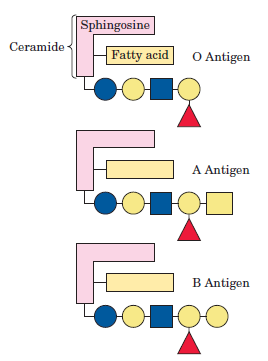 Sphingosine
Ceramide
Fatty acid
O Antigen
A Antigen
B Antigen